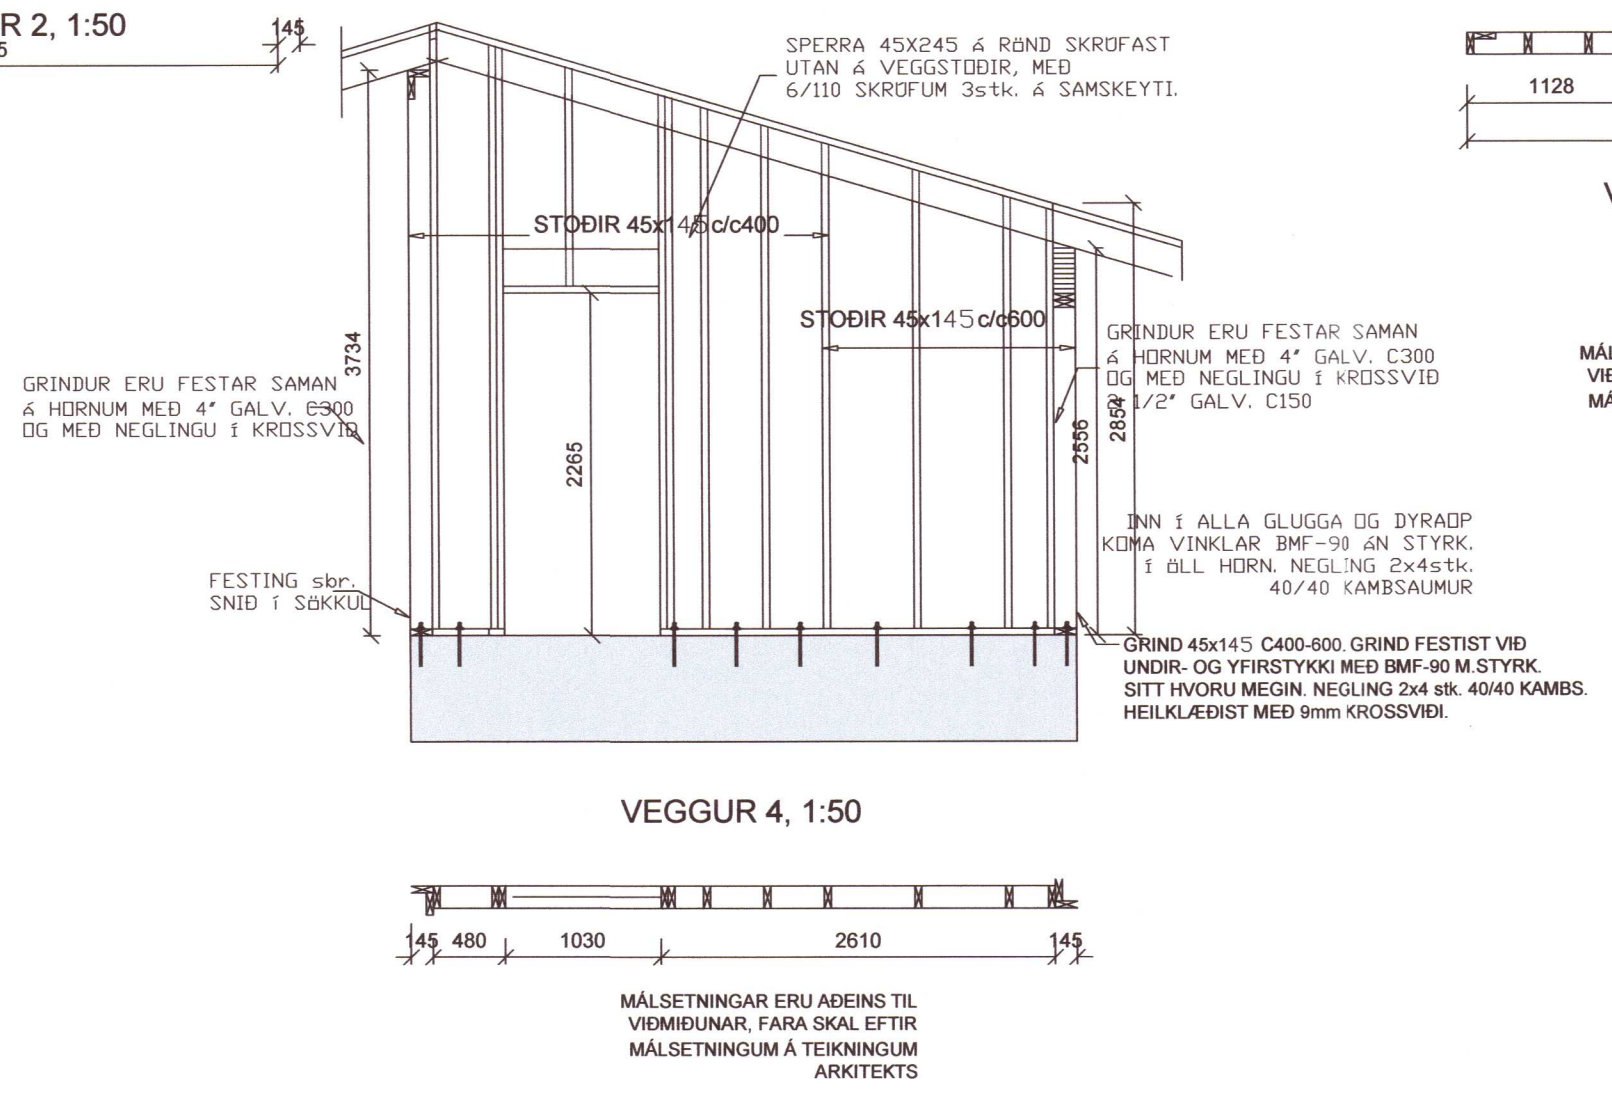 R 2, 1:50
5
145
SPERRA 45X245 Á RÖND SKRÚFAST
UTAN Á VEGGSTOÐIR, MEÐ
6/110 SKRÚFUM 3stk. Á SAMSKEYTI.
1128
V
STOÐIR 45x145 c/c400
STOÐIR 45x145 c/c600
3734
2265
2556
2854
GRINDUR ERU FESTAR SAMAN
Á HORNUM MEÐ 4" GALV. C300
OG MEÐ NEGLINGU Í KROSSVIÐ
GRINDUR ERU FESTAR SAMAN
Á HORNUM MEÐ 4" GALV. C300
OG MEÐ NEGLINGU Í KROSSVIÐ
2 1/2" GALV. C150
MÁL
VIÐ
MÁ
INN Í ALLA GLUGGA OG DYRAOP
KOMA VINKLAR BMF-90 ÁN STYRK.
Í ÖLL HORN. NEGLING 2x4stk.
40/40 KAMBSAUMUR
FESTING sbr.
SNIÐ Í SÖKKUL
GRIND 45x145 C400-600. GRIND FESTIST VIÐ
UNDIR- OG YFIRSTYKKI MEÐ BMF-90 M.STYRK.
SITT HVORU MEGIN. NEGLING 2x4 stk. 40/40 KAMBS.
HEILKLÆÐIST MEÐ 9mm KROSSVIÐI.
VEGGUR 4, 1:50
145 480 1030 2610 145
MÁLSETNINGAR ERU AÐEINS TIL
VIÐMIÐUNAR, FARA SKAL EFTIR
MÁLSETNINGUM Á TEIKNINGUM
ARKITEKTS